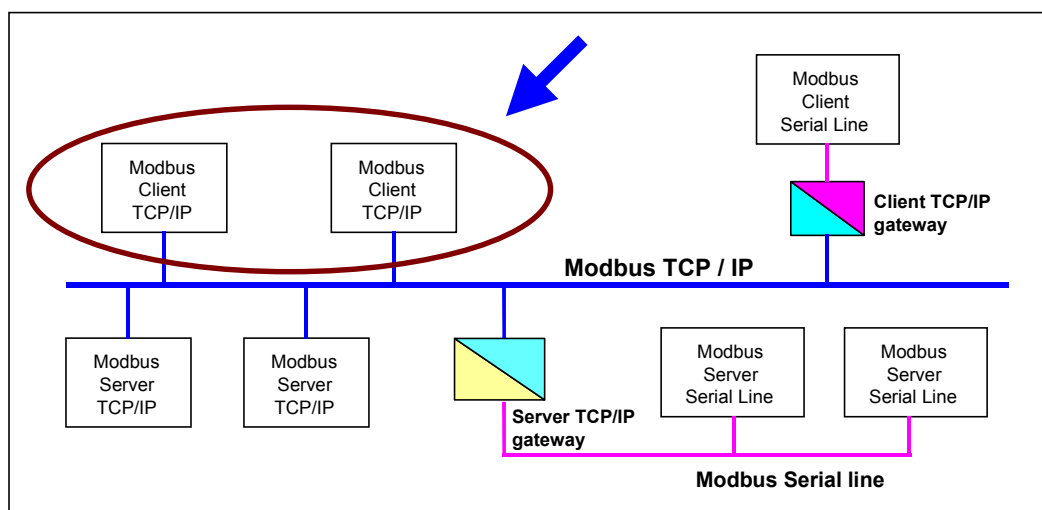 Modbus
Client
TCP/IP
Modbus
Client
TCP/IP
Modbus
Client
Serial Line
Client TCP/IP
gateway
Modbus TCP / IP
Modbus
Server
TCP/IP
Modbus
Server
TCP/IP
Server TCP/IP
gateway
Modbus
Server
Serial Line
Modbus
Server
Serial Line
Modbus Serial line